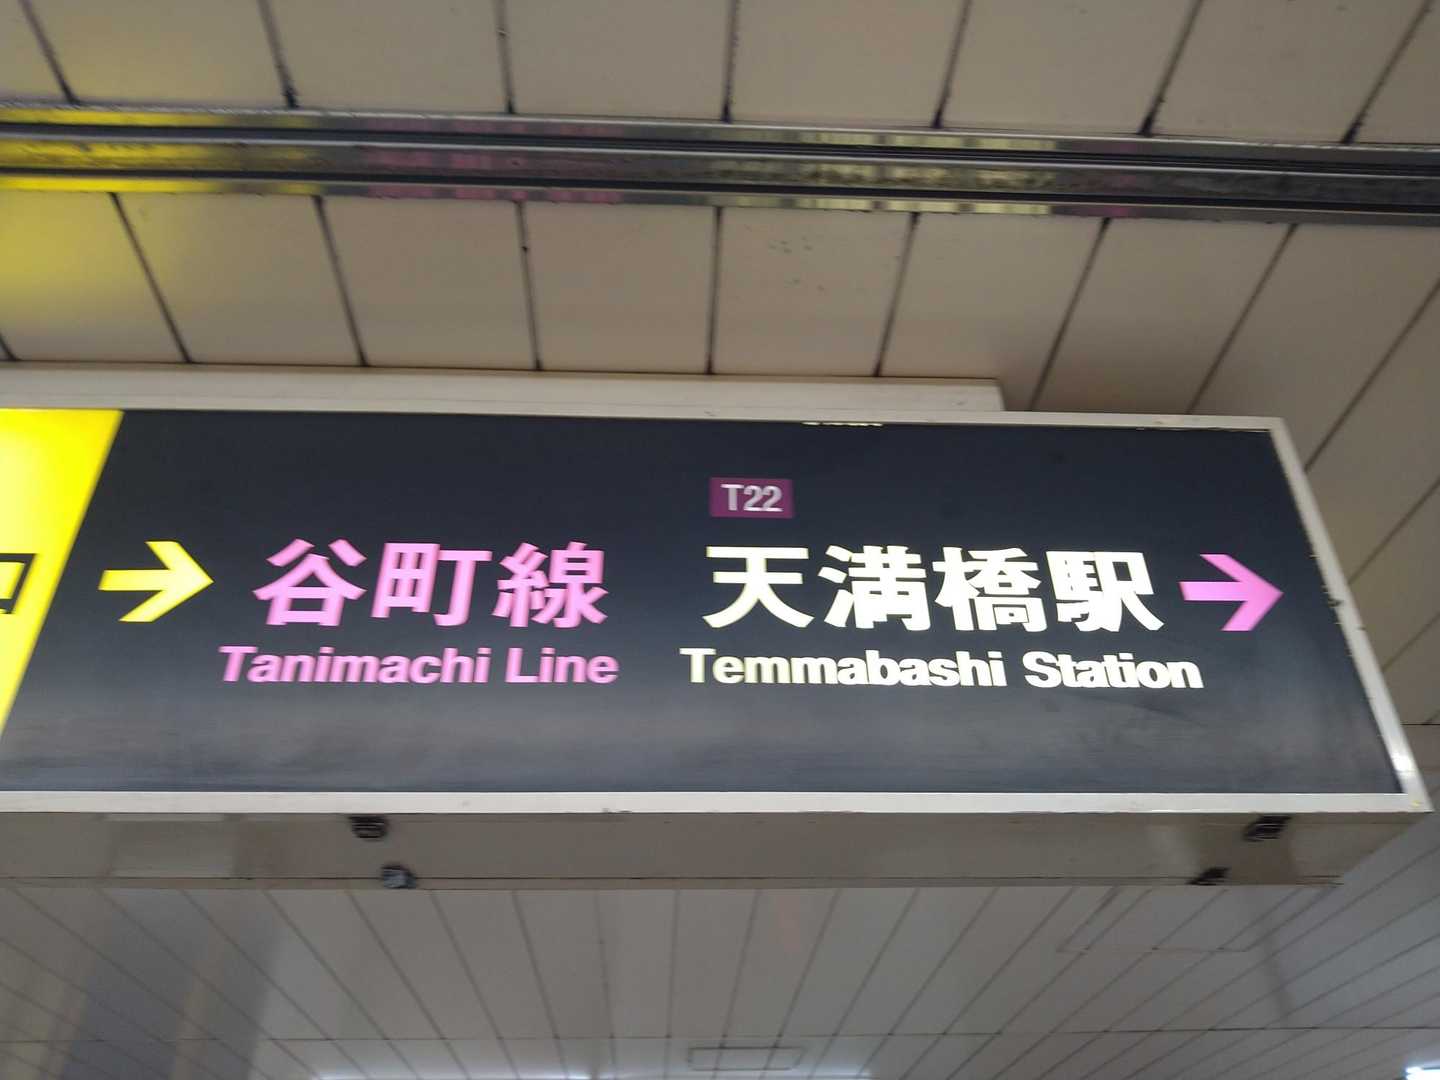 T22
谷町線 天満橋駅
Tanimachi Line Temmabashi Station